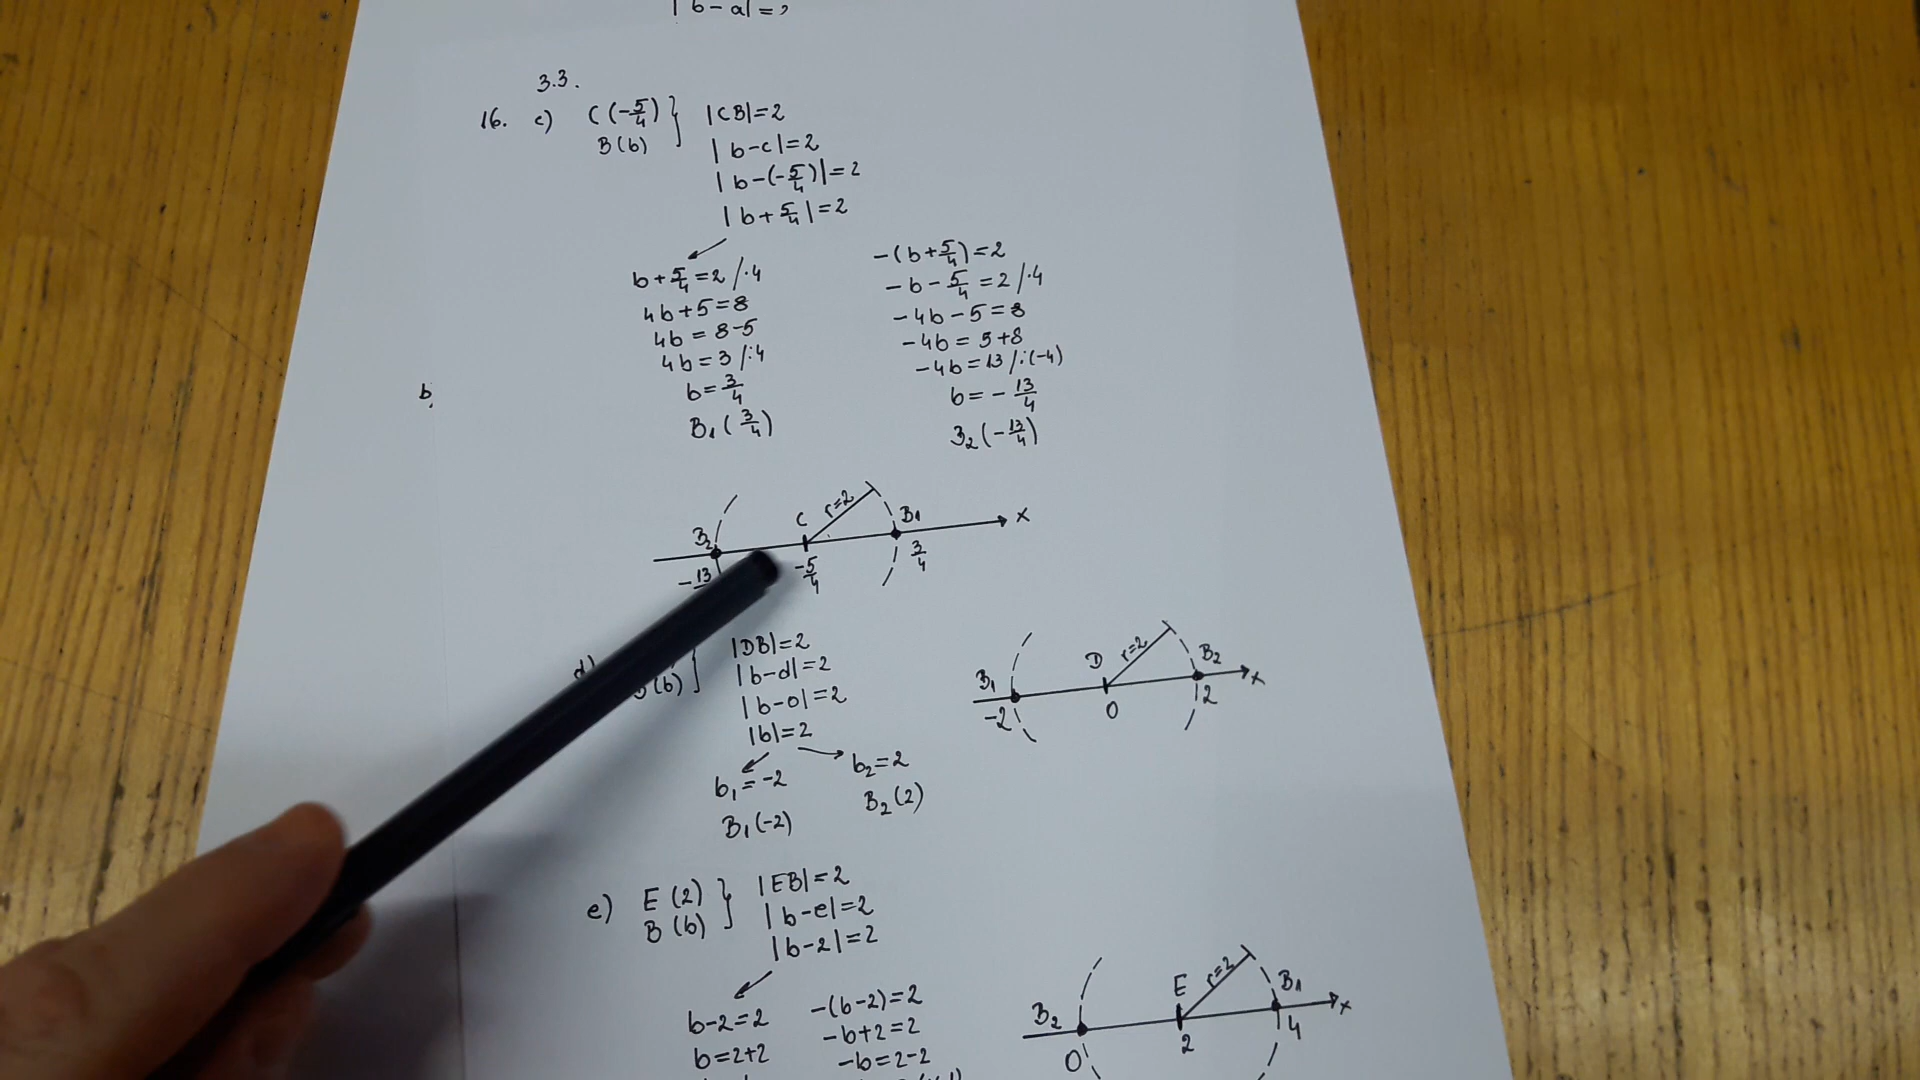 |b-a|=?
3.3.
16. c) C(-5/4) } |CB|=2
B(b)
|b-c|=2
|b-(-5/4)|=2
|b+5/4|=2
b+5/4=2 /·4
4b+5=8
4b=8-5
4b=3 /:4
b=3/4
B₁(3/4)
-(b+5/4)=2
-b-5/4=2 /·4
-4b-5=8
-4b=5+8
-4b=13 /:(-4)
b=-13/4
B₂(-13/4)
b,
B₂ C r=2 B₁ x
-13 -5/4 3/4
d) (b) } |DB|=2
|b-d|=2
|b-0|=2
|b|=2
b₁=-2
B₁(-2)
b₂=2
B₂(2)
B₁ D r=2 B₂ x
-2 0 2
e) E(2) } |EB|=2
B(b)
|b-e|=2
|b-2|=2
b-2=2
b=2+2
-(b-2)=2
-b+2=2
-b=2-2
B₂ E r=2 B₁ x
0 2 4